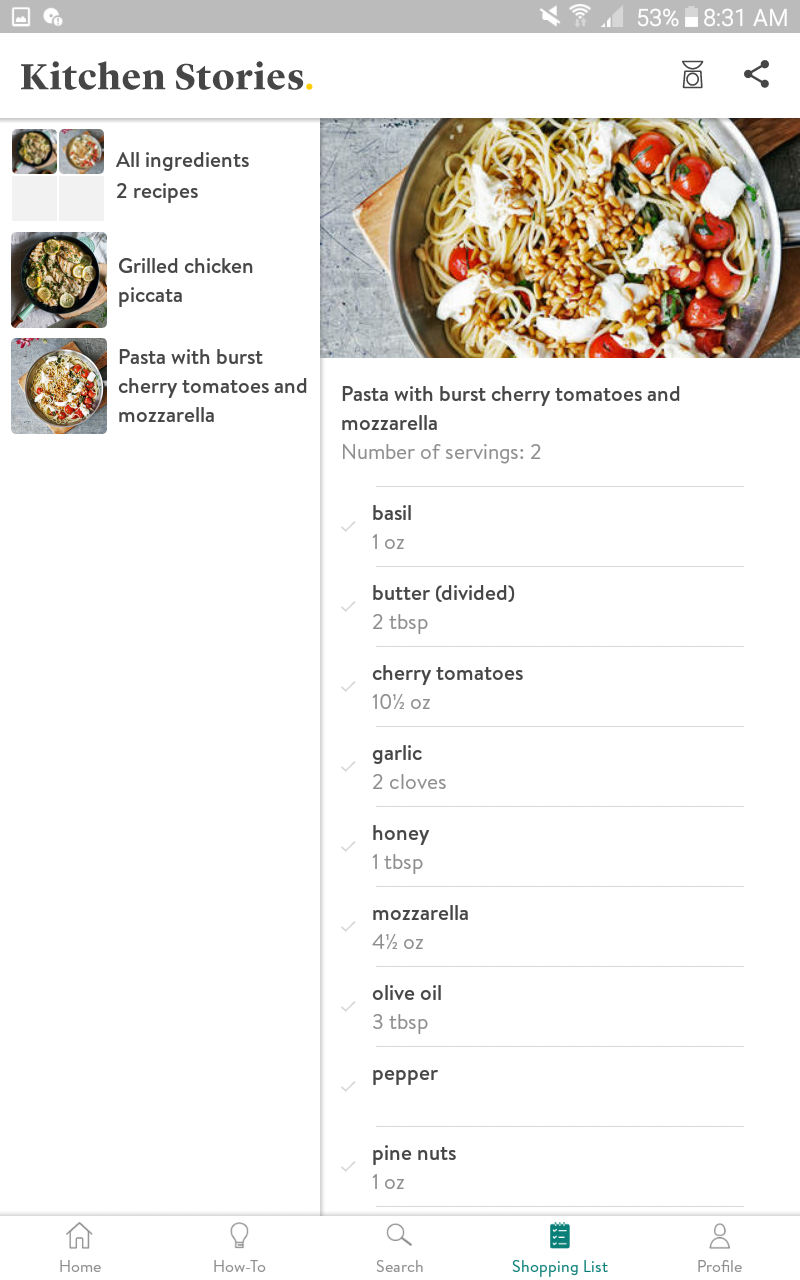 53% 8:31 AM
Kitchen Stories.
All ingredients
2 recipes
Grilled chicken
piccata
Pasta with burst
cherry tomatoes and
mozzarella
Pasta with burst cherry tomatoes and
mozzarella
Number of servings: 2
basil
1 oz
butter (divided)
2 tbsp
cherry tomatoes
10½ oz
garlic
2 cloves
honey
1 tbsp
mozzarella
4½ oz
olive oil
3 tbsp
pepper
pine nuts
1 oz
Home
How-To
Search
Shopping List
Profile